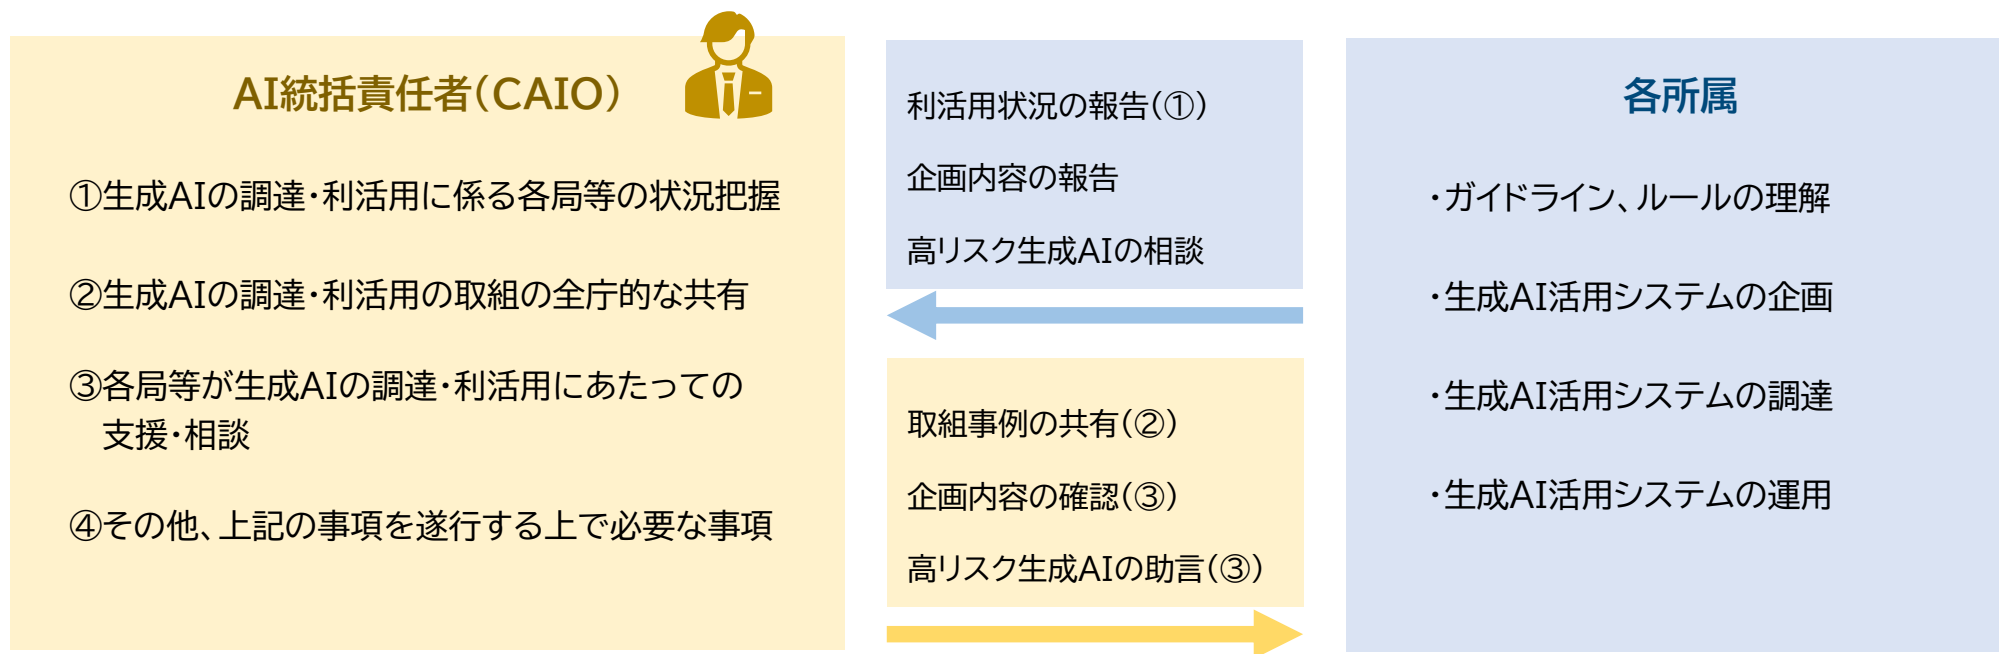 AI統括責任者(CAIO)
①生成AIの調達・利活用に係る各局等の状況把握
②生成AIの調達・利活用の取組の全庁的な共有
③各局等が生成AIの調達・利活用にあたっての
支援・相談
④その他、上記の事項を遂行する上で必要な事項
利活用状況の報告(①)
企画内容の報告
高リスク生成AIの相談
取組事例の共有(②)
企画内容の確認(③)
高リスク生成AIの助言(③)
各所属
・ガイドライン、ルールの理解
・生成AI活用システムの企画
・生成AI活用システムの調達
・生成AI活用システムの運用